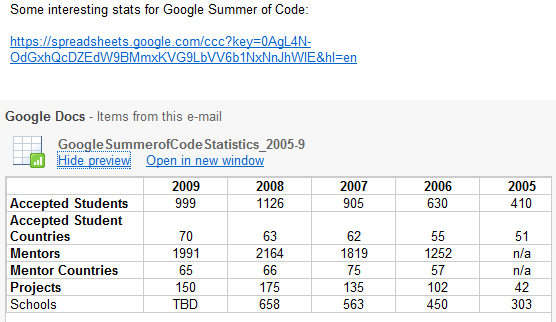 Some interesting stats for Google Summer of Code:
https://spreadsheets.google.com/ccc?key=0AgL4N-
OdGxhQcDZEdW9BMmxKVG9LbVV6b1NxNnJhWlE&hl=en
Google Docs - Items from this e-mail
GoogleSummerofCodeStatistics_2005-9
Hide preview Open in new window
2009 2008 2007 2006 2005
Accepted Students 999 1126 905 630 410
Accepted Student
Countries 70 63 62 55 51
Mentors 1991 2164 1819 1252 n/a
Mentor Countries 65 66 75 57 n/a
Projects 150 175 135 102 42
Schools TBD 658 563 450 303